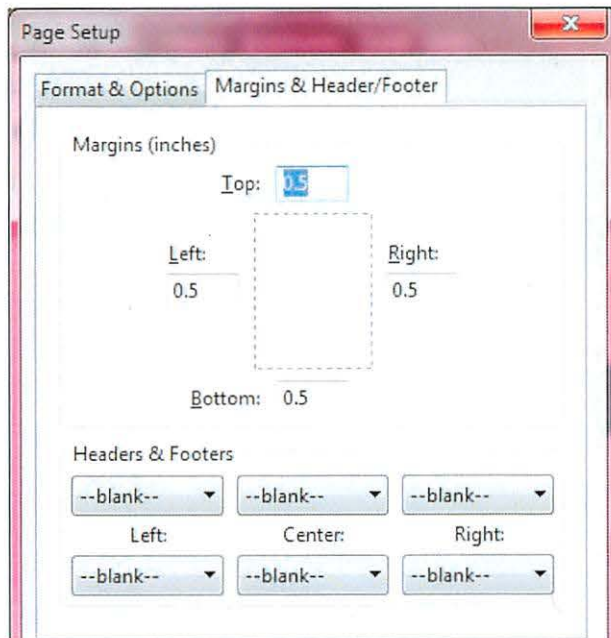 Page Setup
Format & Options
Margins & Header/Footer
Margins (inches)
Top: 0.5
Left:
Right:
0.5
0.5
Bottom: 0.5
Headers & Footers
--blank-- --blank-- --blank--
Left: Center: Right:
--blank-- --blank-- --blank--